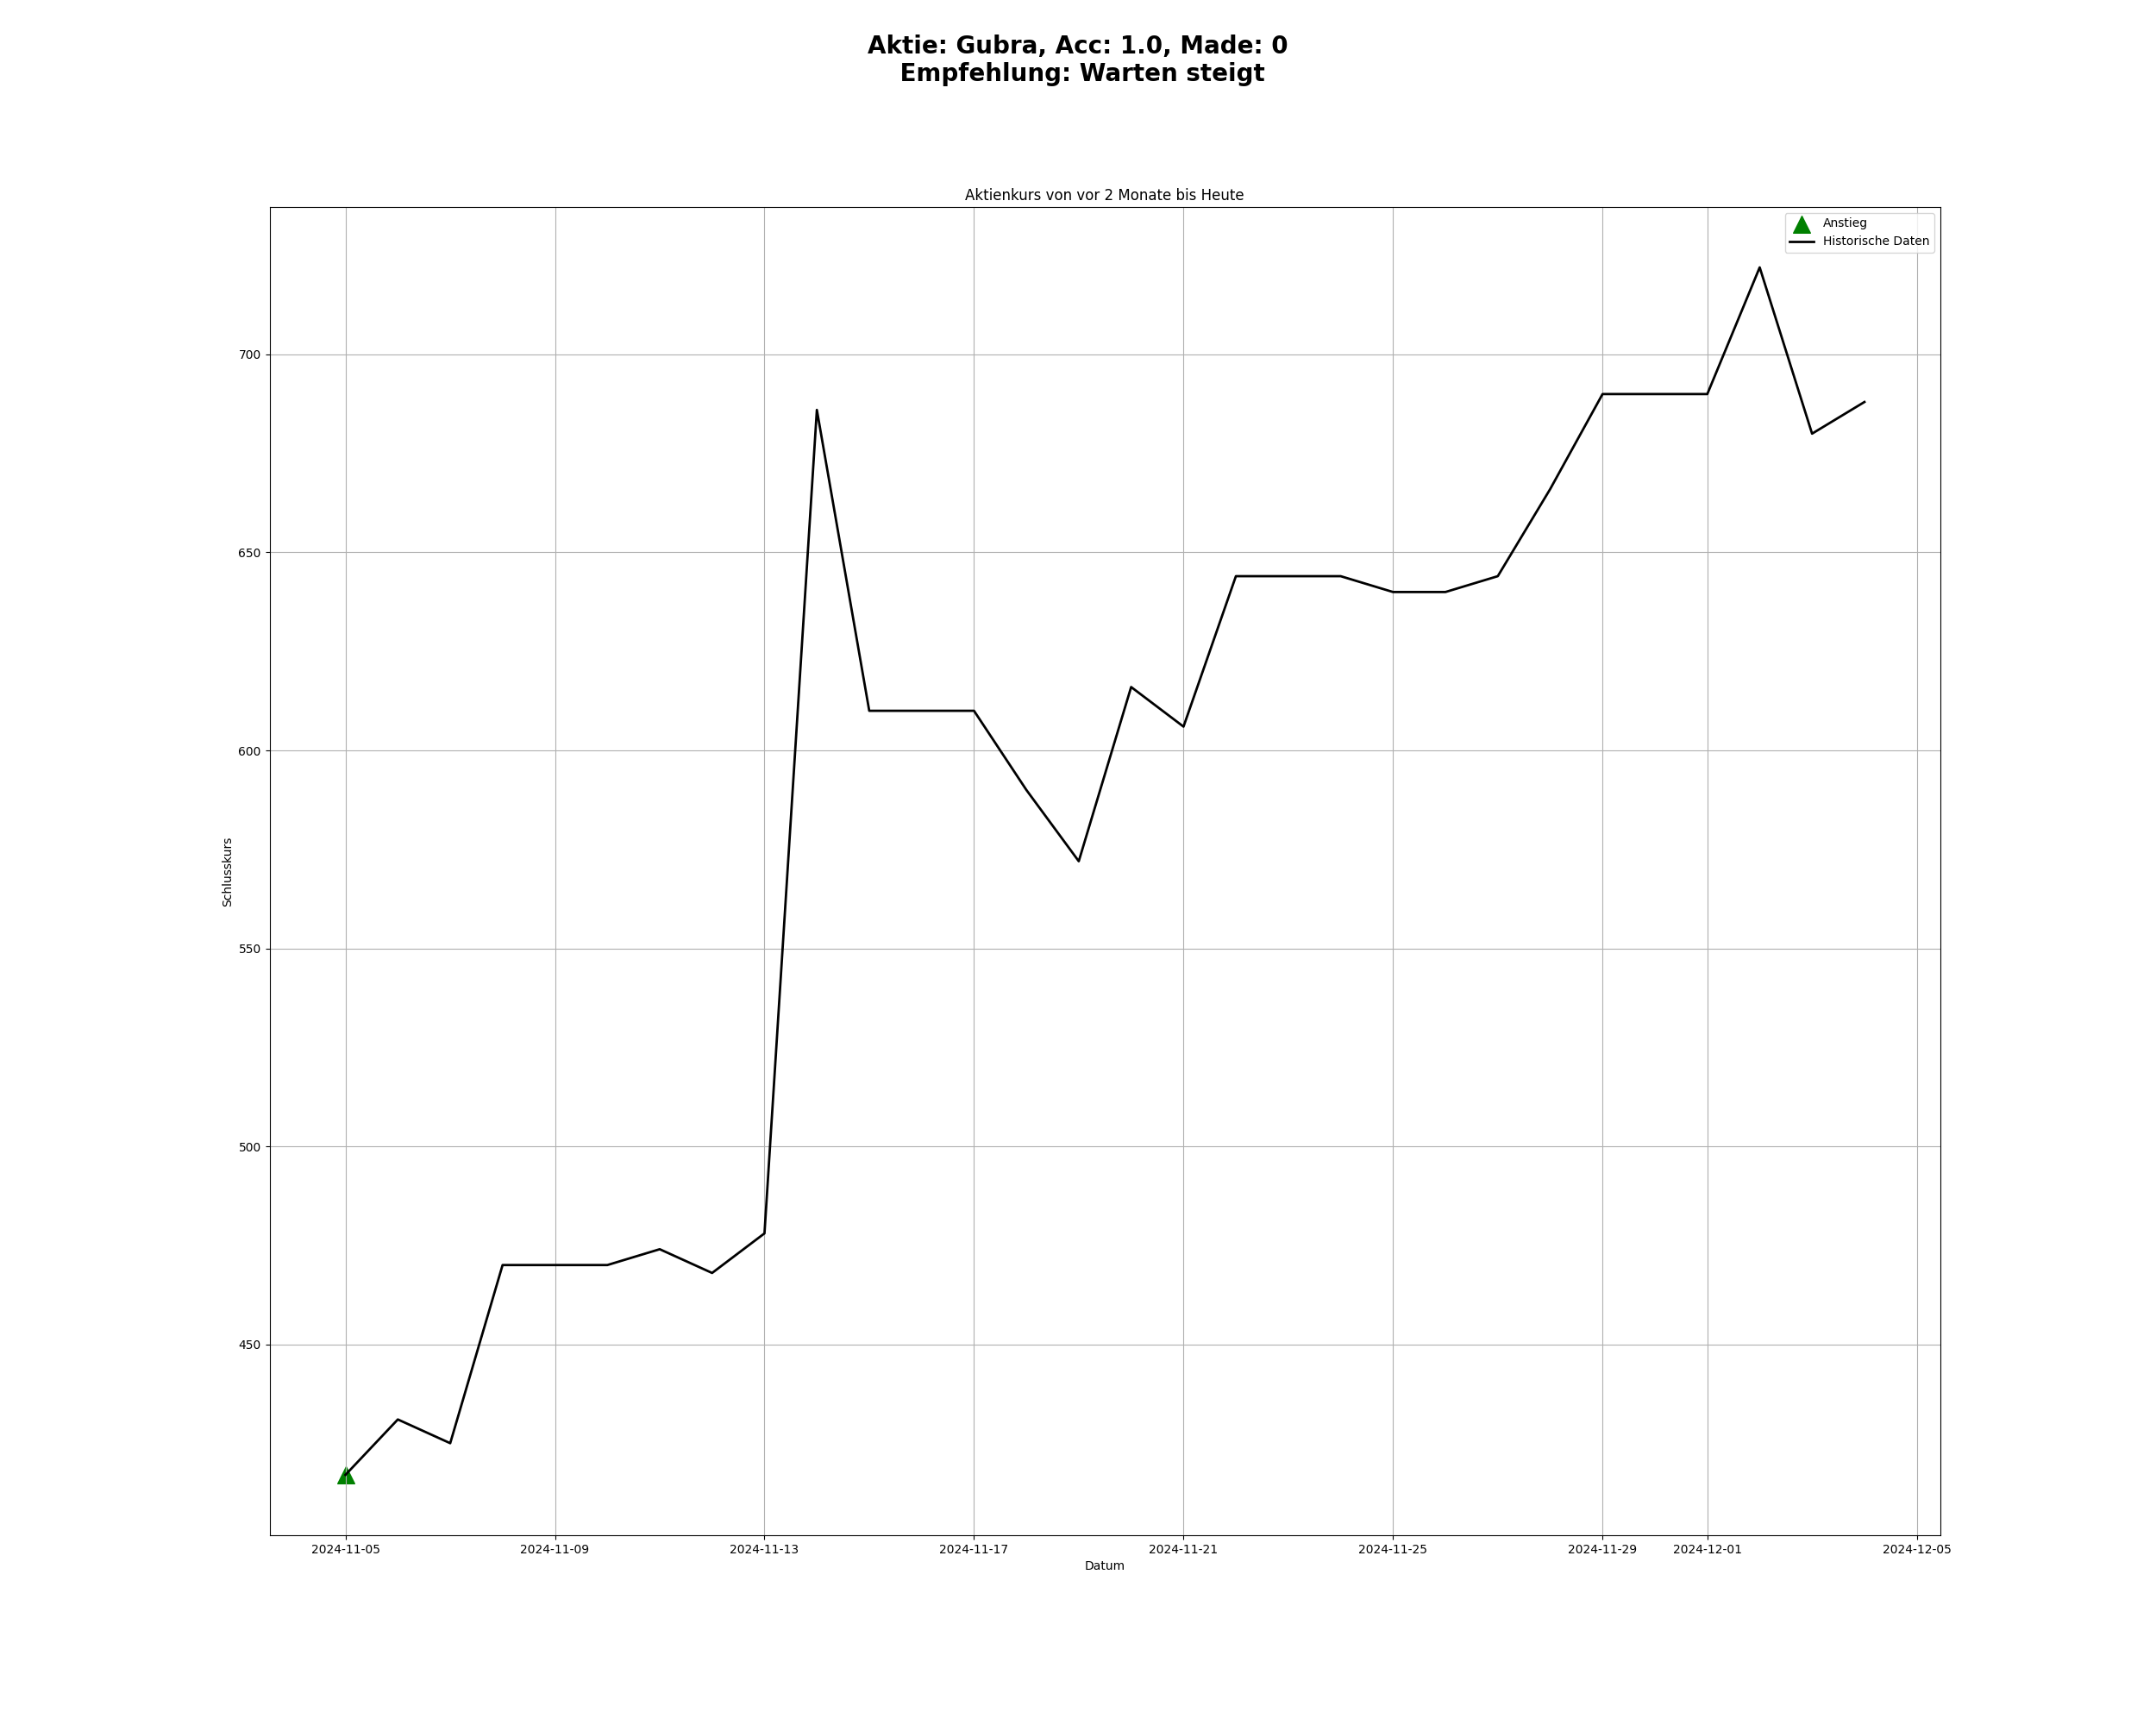 Aktie: Gubra, Acc: 1.0, Made: 0
Empfehlung: Warten steigt
Aktienkurs von vor 2 Monate bis Heute
Anstieg
Historische Daten
700
650
600
550
500
450
Schlusskurs
2024-11-05
2024-11-09
2024-11-13
2024-11-17
2024-11-21
2024-11-25
2024-11-29
2024-12-01
2024-12-05
Datum